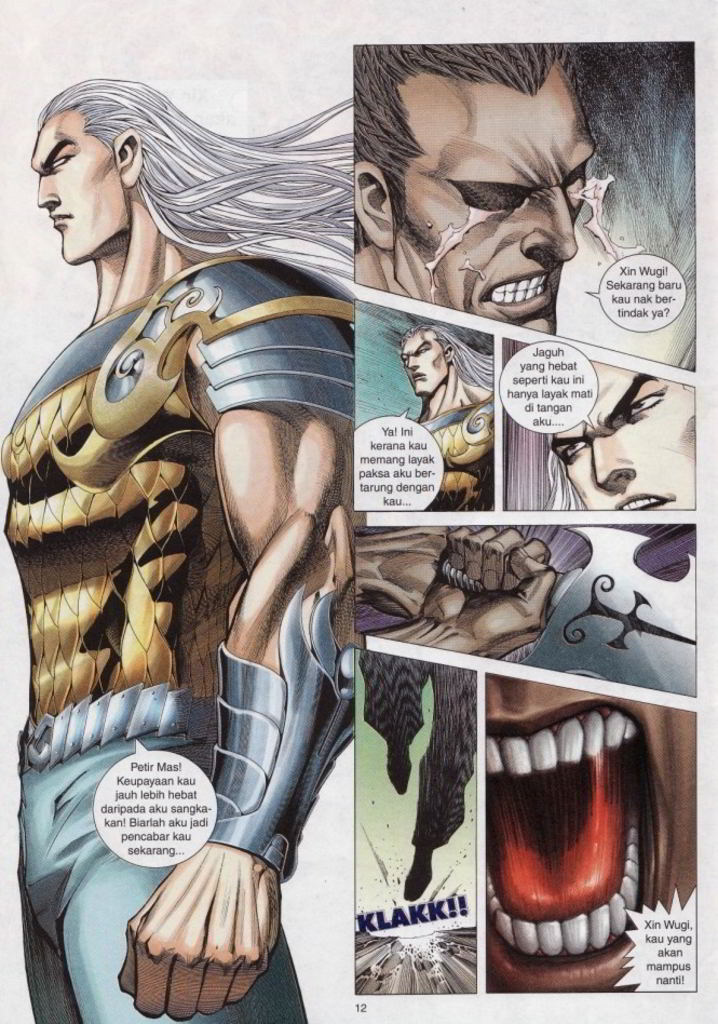 Petir Mas!
Keupayaan kau
jauh lebih hebat
daripada aku sangka-
kan! Biarlah aku jadi
pencabar kau
sekarang...
Xin Wugi!
Sekarang baru
kau nak ber-
tindak ya?
Ya! Ini
kerana kau
memang layak
paksa aku ber-
tarung dengan
kau...
Jaguh
yang hebat
seperti kau ini
hanya layak mati
di tangan
aku....
KLAKK!!
Xin Wugi,
kau yang
akan
mampus
nanti!
12